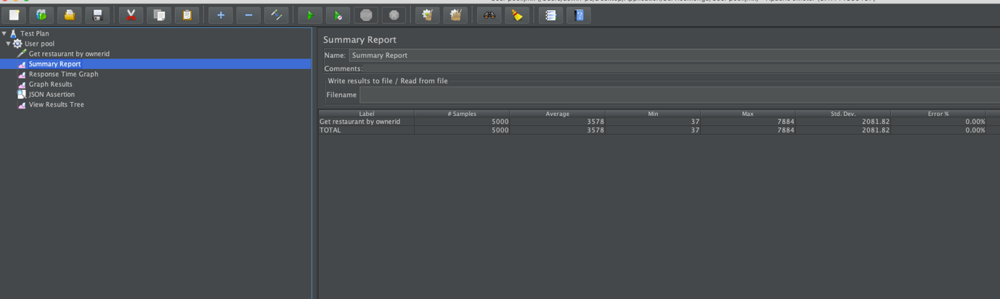 Test Plan
User pool
Get restaurant by ownerid
Summary Report
Response Time Graph
Graph Results
JSON Assertion
View Results Tree
Summary Report
Name: Summary Report
Comments:
Write results to file / Read from file
Filename
Label # Samples Average Min Max Std. Dev. Error %
Get restaurant by ownerid 5000 3578 37 7884 2081.82 0.00%
TOTAL 5000 3578 37 7884 2081.82 0.00%